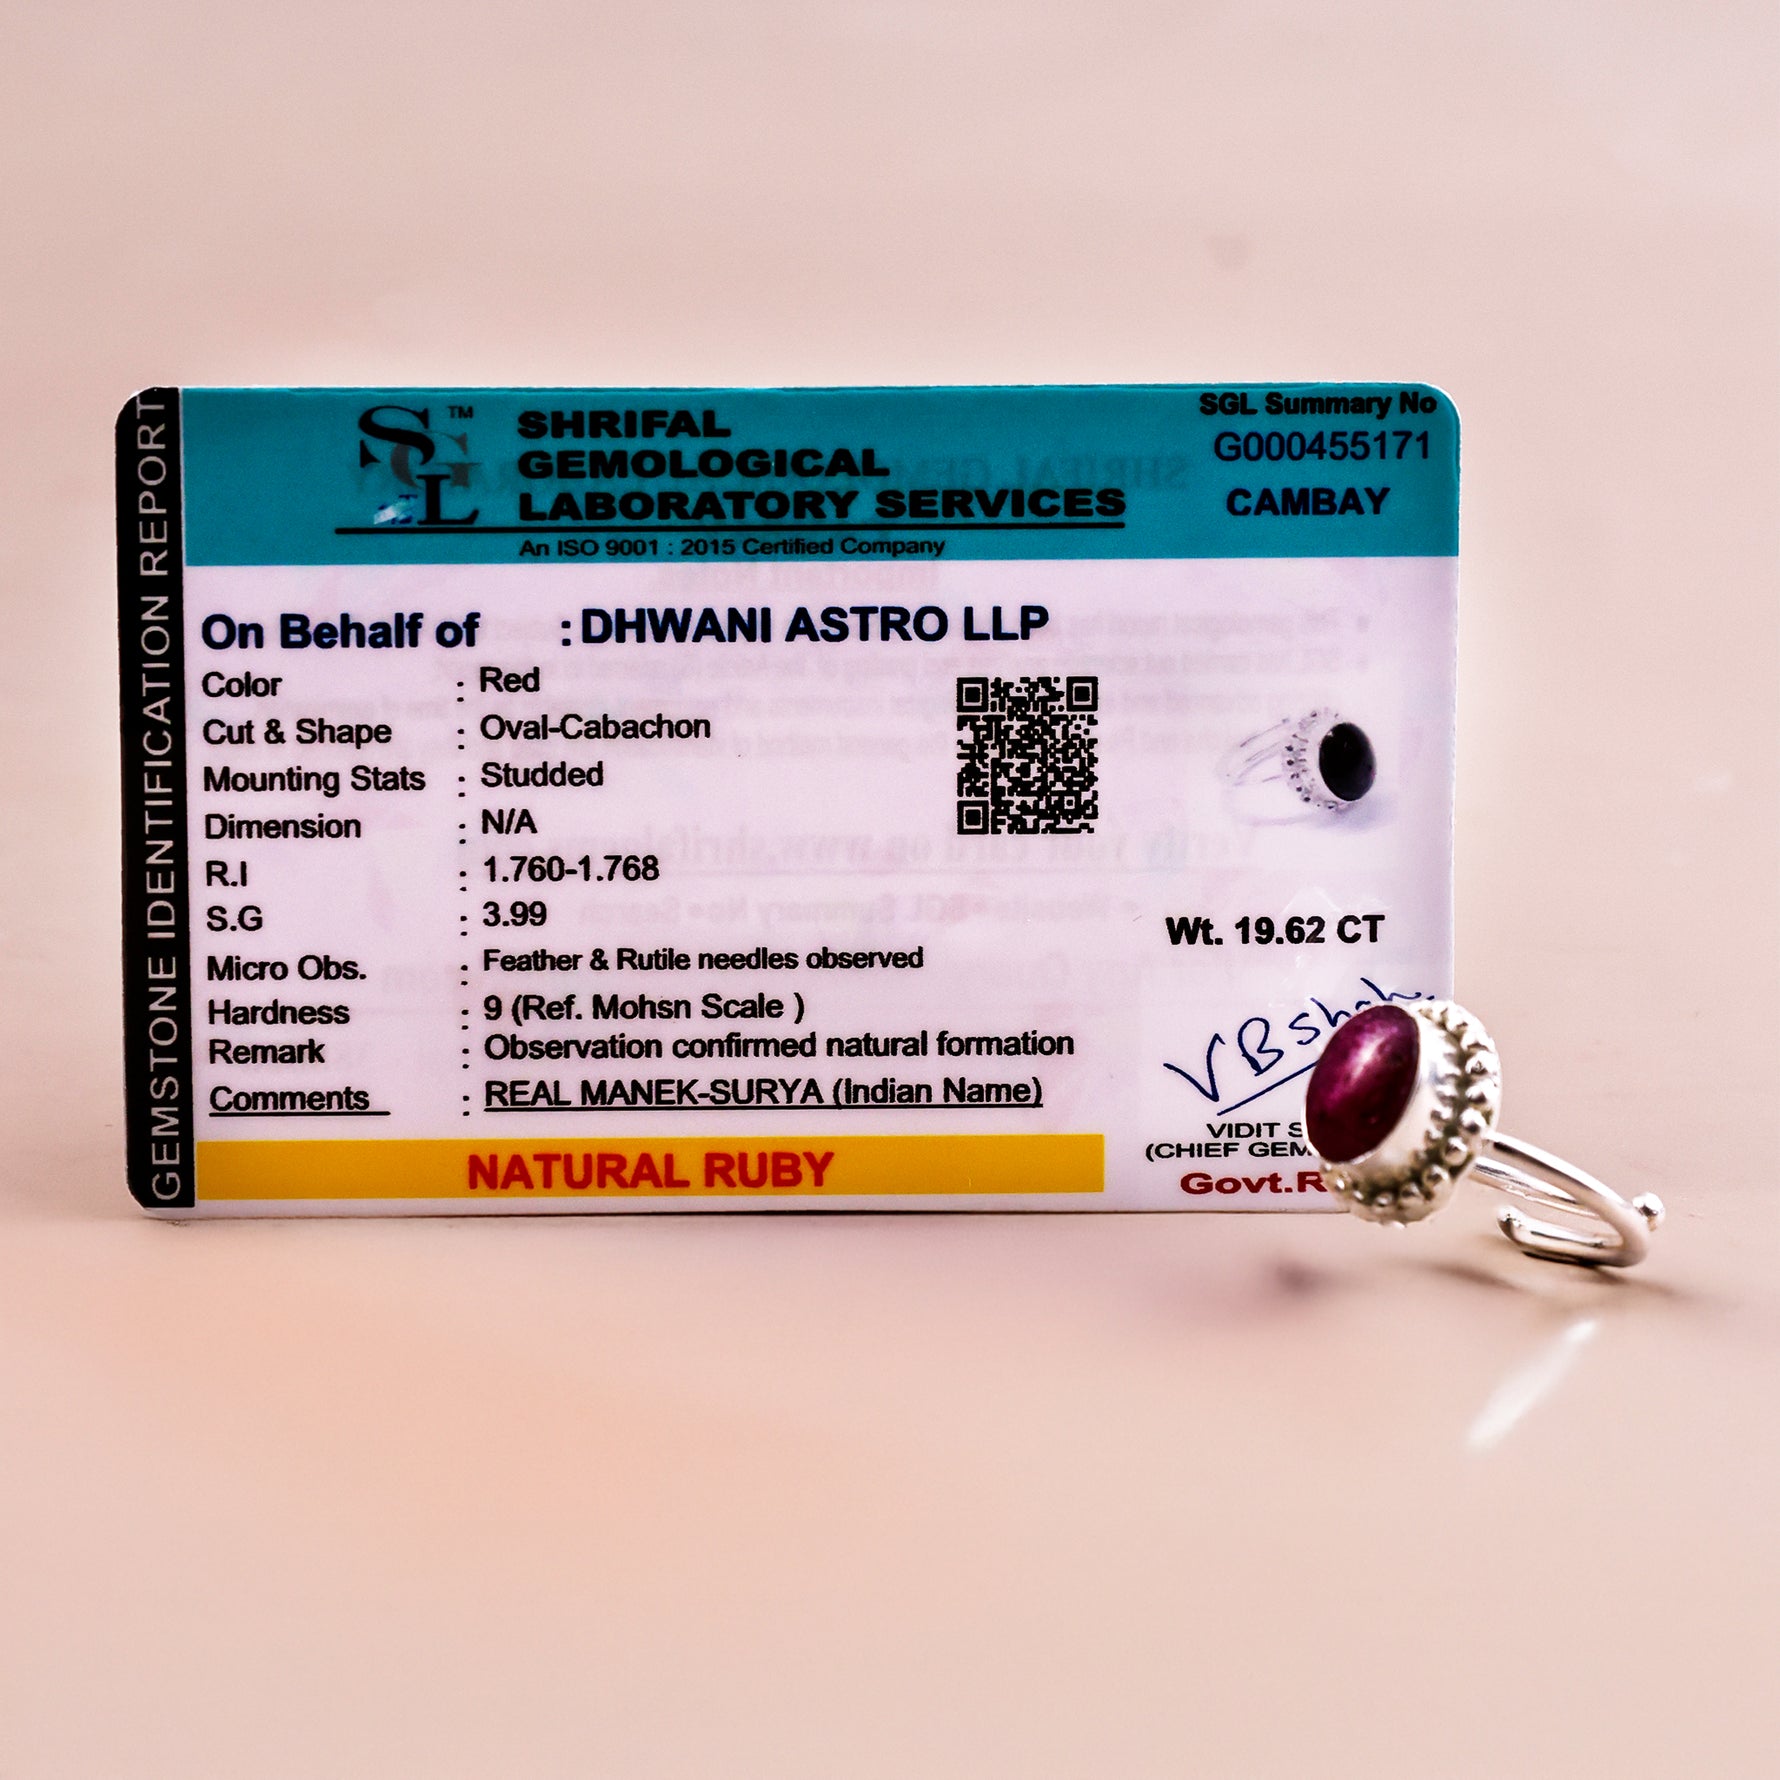 GEMSTONE IDENTIFICATION REPORT
SGL
TM
SHRIFAL
GEMOLOGICAL
LABORATORY SERVICES
An ISO 9001 : 2015 Certified Company
SGL Summary No
G000455171
CAMBAY
On Behalf of : DHWANI ASTRO LLP
Color : Red
Cut & Shape : Oval-Cabachon
Mounting Stats : Studded
Dimension : N/A
R.I : 1.760-1.768
S.G : 3.99
Micro Obs. : Feather & Rutile needles observed
Hardness : 9 (Ref. Mohsn Scale )
Remark : Observation confirmed natural formation
Comments : REAL MANEK-SURYA (Indian Name)
NATURAL RUBY
Wt. 19.62 CT
VBshah
VIDIT S
(CHIEF GEM
Govt.R